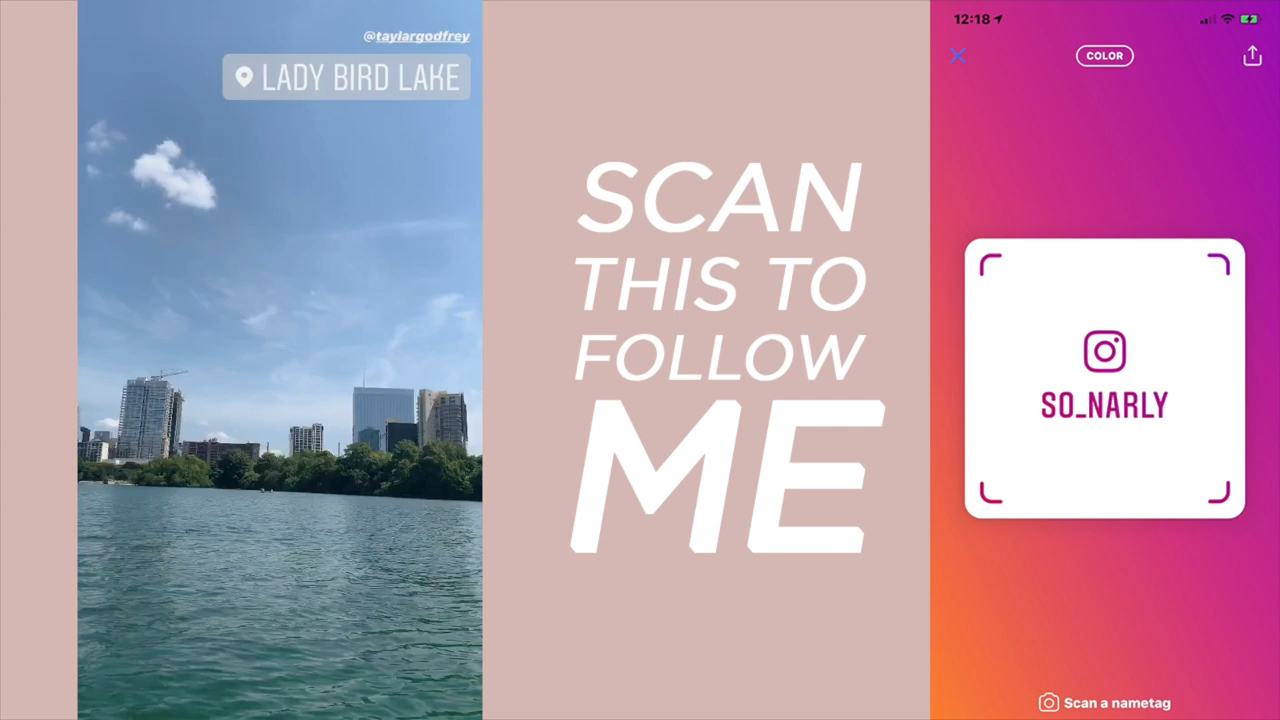 @taylargodfrey
LADY BIRD LAKE
SCAN
THIS TO
FOLLOW
ME
12:18
COLOR
SO_NARLY
Scan a nametag